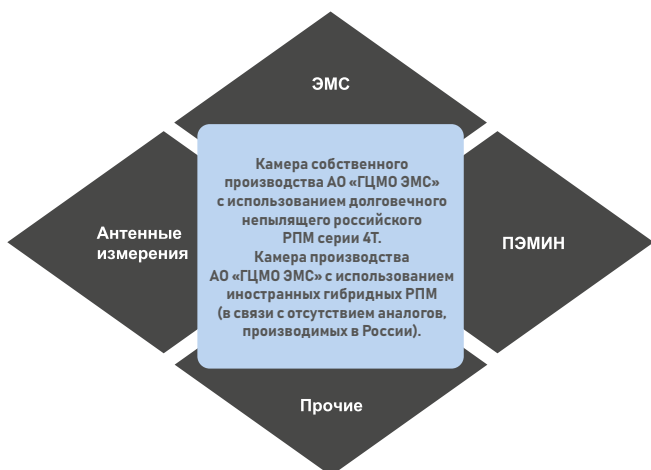 ЭМС
Камера собственного
производства АО «ГЦМО ЭМС»
с использованием долговечного
непылящего российского
РПМ серии 4Т.
Камера производства
АО «ГЦМО ЭМС» с использованием
иностранных гибридных РПМ
(в связи с отсутствием аналогов,
производимых в России).
Антенные
измерения
ПЭМИН
Прочие